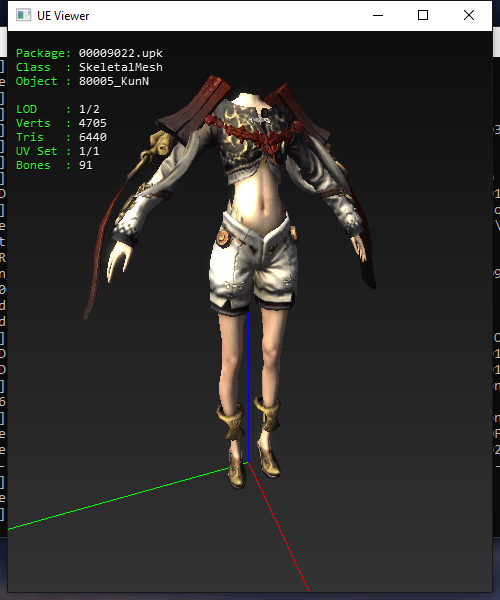 UE Viewer
Package: 00009022.upk
Class : SkeletalMesh
Object : 80005_KunN
LOD : 1/2
Verts : 4705
Tris : 6440
UV Set : 1/1
Bones : 91